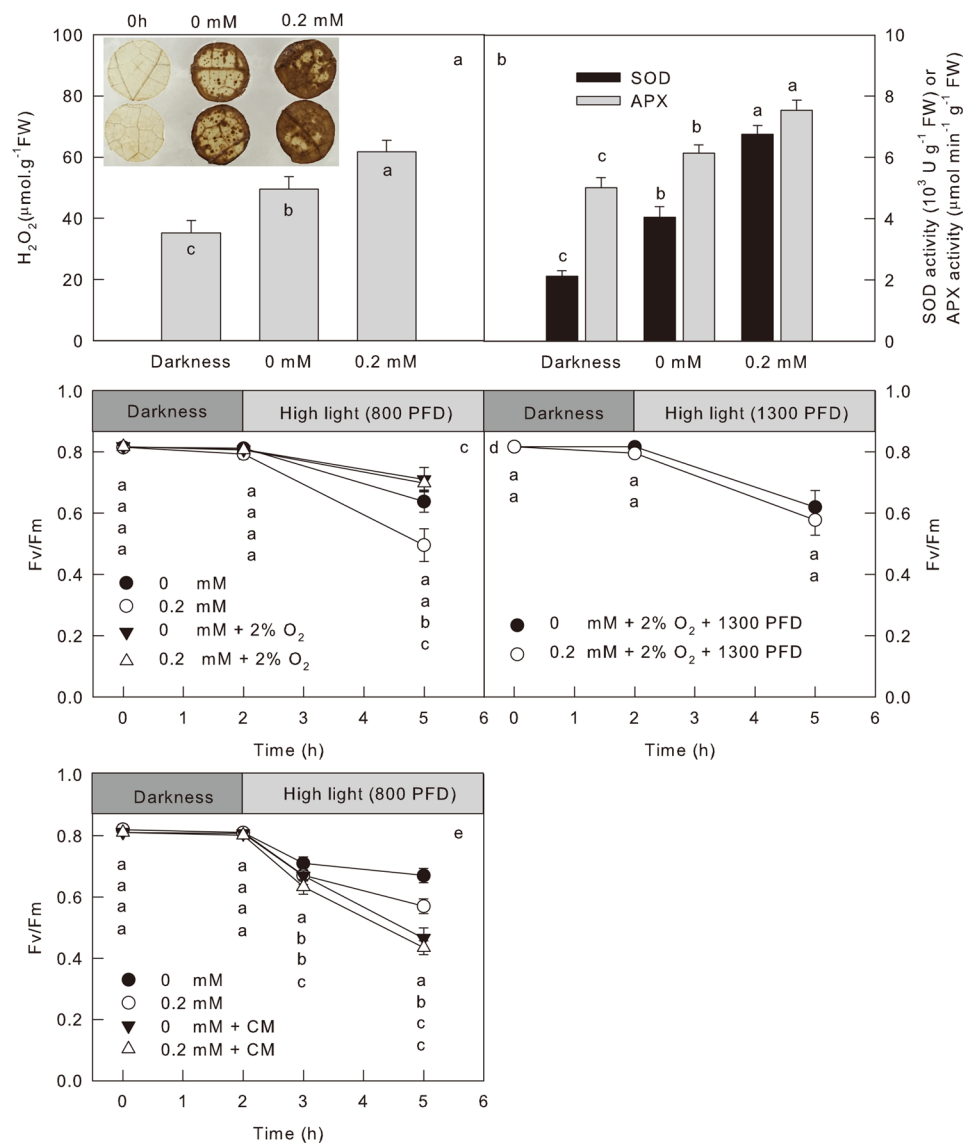 0h 0 mM 0.2 mM
100
80
60
40
20
0
H₂O₂(μmol.g⁻¹FW)
a
c
b
a
Darkness 0 mM 0.2 mM
b
SOD
APX
c
c
b
b
a
a
Darkness 0 mM 0.2 mM
10
8
6
4
2
0
SOD activity (10³ U g⁻¹ FW) or
APX activity (μmol min⁻¹ g⁻¹ FW)
1.0
0.8
0.6
0.4
0.2
0.0
Fv/Fm
Darkness High light (800 PFD)
c
a
a
a
a
a
a
a
a
a
a
b
c
0 mM
0.2 mM
0 mM + 2% O₂
0.2 mM + 2% O₂
0 1 2 3 4 5 6
Time (h)
Darkness High light (1300 PFD)
d
a
a
a
a
a
a
0 mM + 2% O₂ + 1300 PFD
0.2 mM + 2% O₂ + 1300 PFD
0 1 2 3 4 5 6
Time (h)
1.0
0.8
0.6
0.4
0.2
0.0
Fv/Fm
1.0
0.8
0.6
0.4
0.2
0.0
Fv/Fm
Darkness High light (800 PFD)
e
a
a
a
a
a
a
a
a
a
b
b
c
a
b
c
c
0 mM
0.2 mM
0 mM + CM
0.2 mM + CM
0 1 2 3 4 5 6
Time (h)